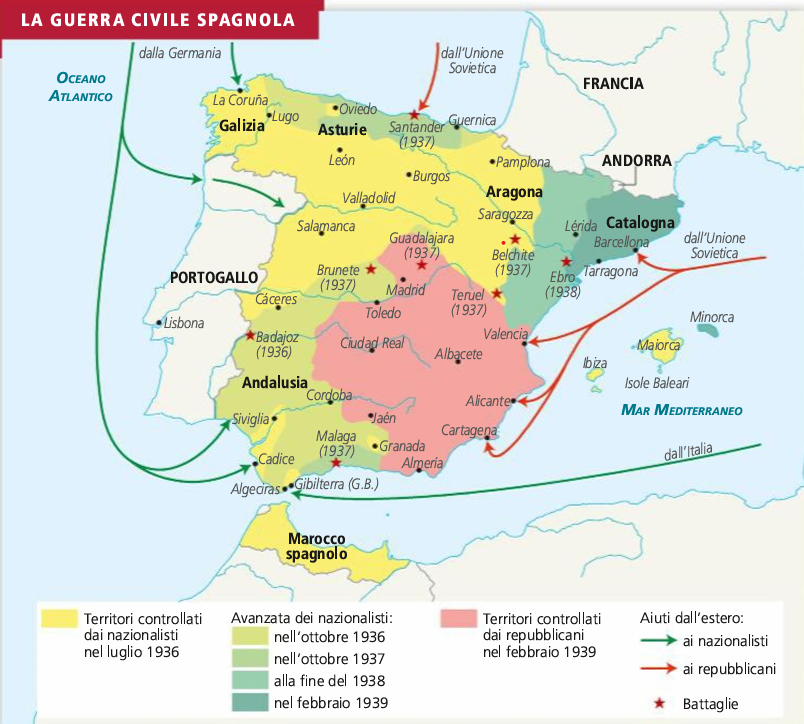 LA GUERRA CIVILE SPAGNOLA
dalla Germania
dall'Unione
Sovietica
OCEANO
ATLANTICO
FRANCIA
La Coruña
Lugo
Oviedo
Galizia
Asturie
Santander
(1937)
Guernica
León
Pamplona
ANDORRA
Burgos
Aragona
Valladolid
Saragozza
Salamanca
Lérida
Catalogna
Guadalajara
(1937)
Belchite
(1937)
Barcellona
dall'Unione
Sovietica
Brunete
(1937)
Ebro
(1938)
Tarragona
PORTOGALLO
Madrid
Teruel
(1937)
Cáceres
Toledo
Minorca
Lisbona
Badajoz
(1936)
Ciudad Real
Valencia
Maiorca
Albacete
Ibiza
Isole Baleari
Andalusia
Cordoba
Alicante
MAR MEDITERRANEO
Siviglia
Jaén
Cartagena
Malaga
(1937)
Granada
dall'Italia
Cadice
Almería
Algeciras
Gibilterra (G.B.)
Marocco
spagnolo
Territori controllati
dai nazionalisti
nel luglio 1936
Avanzata dei nazionalisti:
nell'ottobre 1936
nell'ottobre 1937
alla fine del 1938
nel febbraio 1939
Territori controllati
dai repubblicani
nel febbraio 1939
Aiuti dall'estero:
ai nazionalisti
ai repubblicani
Battaglie